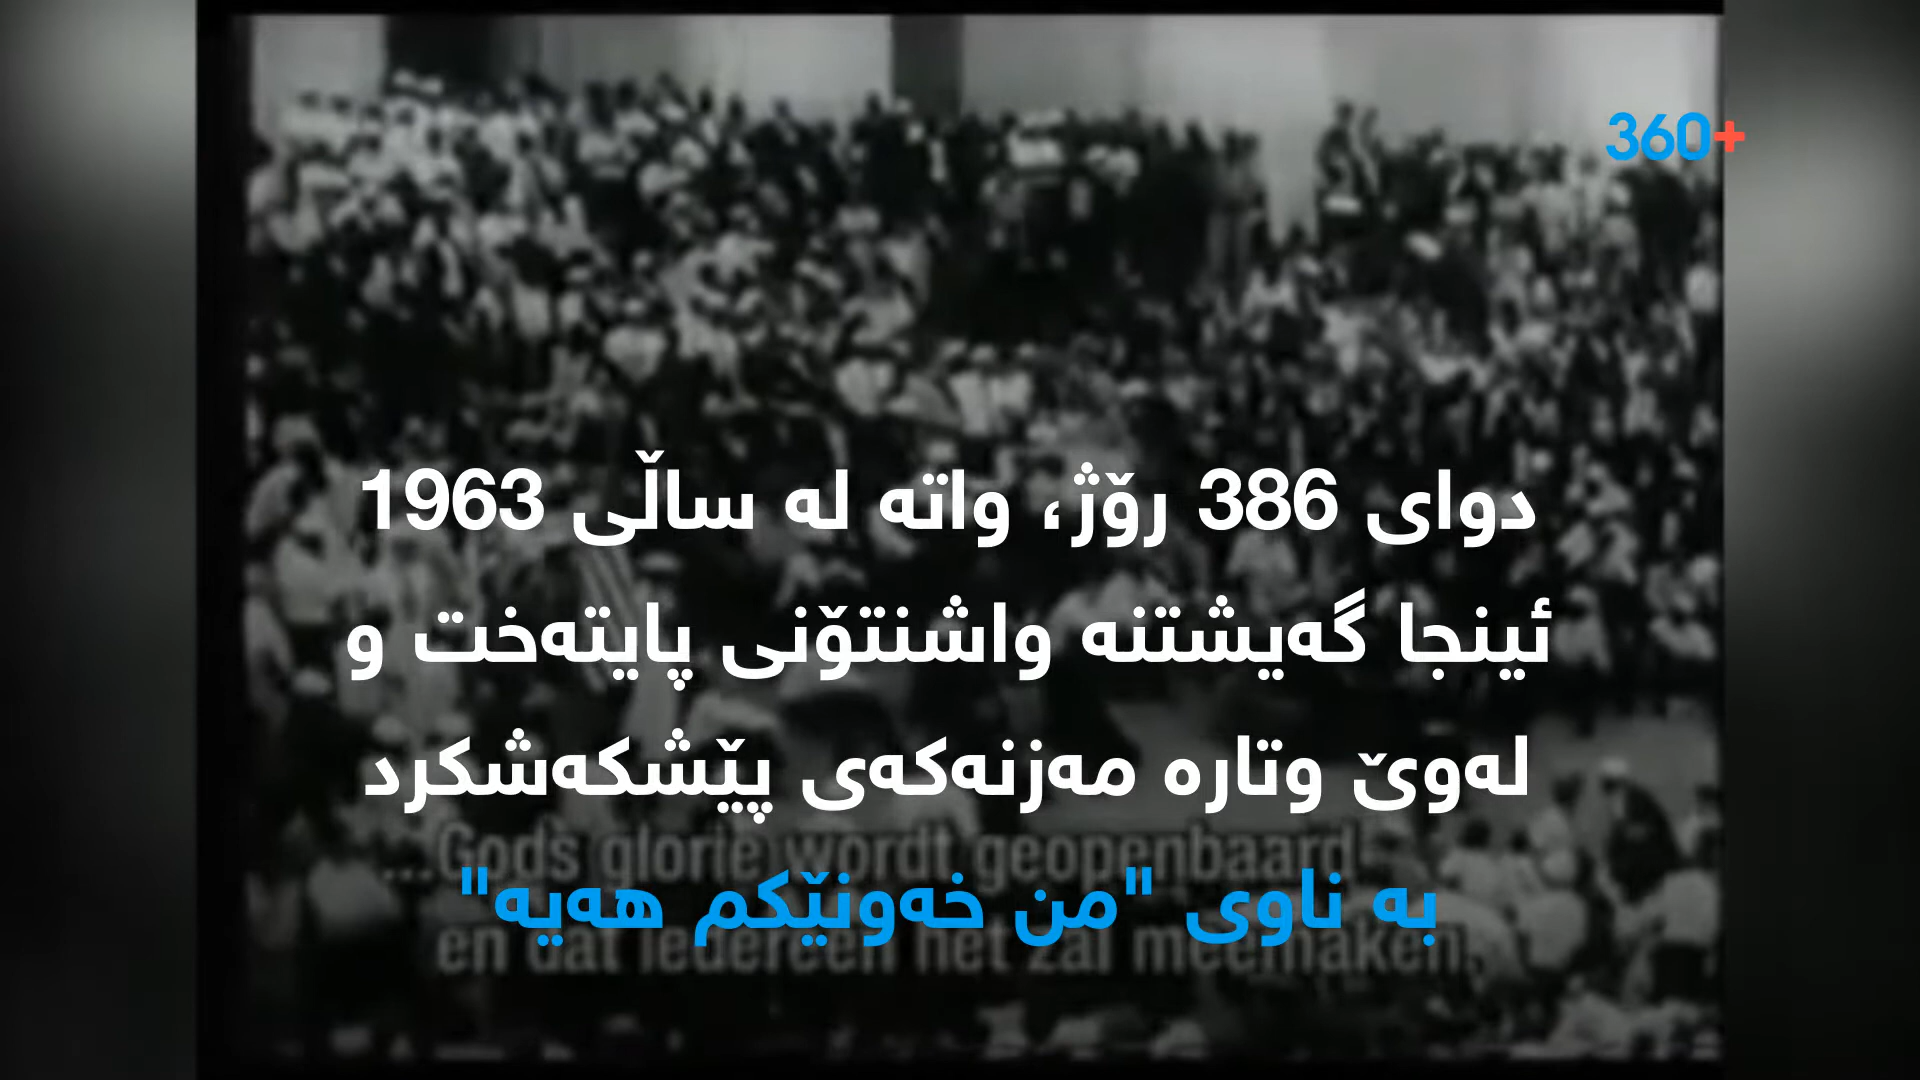 360+
دوای 386 رۆژ، واتە لە ساڵی 1963
ئینجا گەیشتنە واشنتۆنی پایتەخت و
لەوێ وتارە مەزنەکەی پێشکەشکرد
...Gods glorie wordt geopenbaard
بە ناوی "من خەونێکم هەیە"
en dat iedereen het zal meemaken.